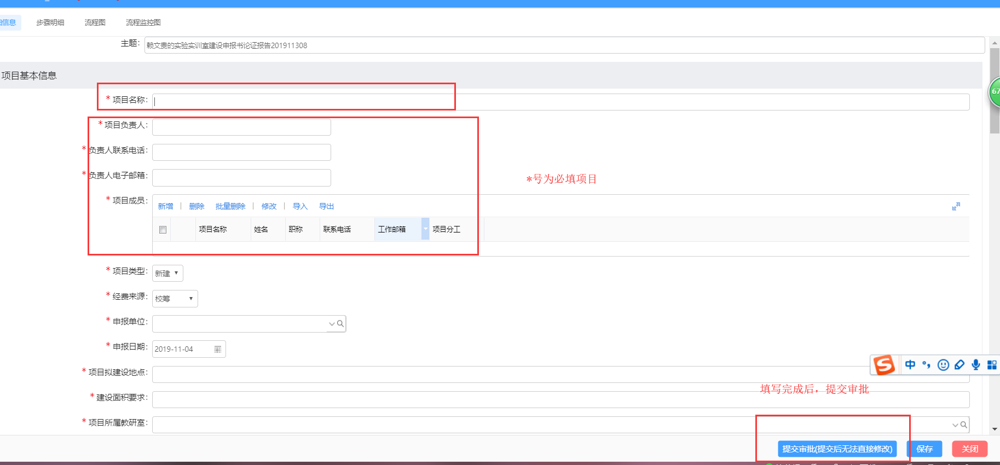 细信息 步骤明细 流程图 流程监控图
主题: 赖文贵的实验实训室建设申报书论证报告201911308
项目基本信息
* 项目名称:
* 项目负责人:
* 负责人联系电话:
* 负责人电子邮箱:
*号为必填项目
* 项目成员:
新增 | 删除 批量删除 | 修改 | 导入 导出
项目名称 姓名 职称 联系电话 工作邮箱 项目分工
* 项目类型: 新建
* 经费来源: 校筹
* 申报单位:
* 申报日期: 2019-11-04
* 项目拟建设地点:
* 建设面积要求:
* 项目所属教研室:
填写完成后，提交审批
提交审批(提交后无法直接修改) 保存 关闭
67
S 中